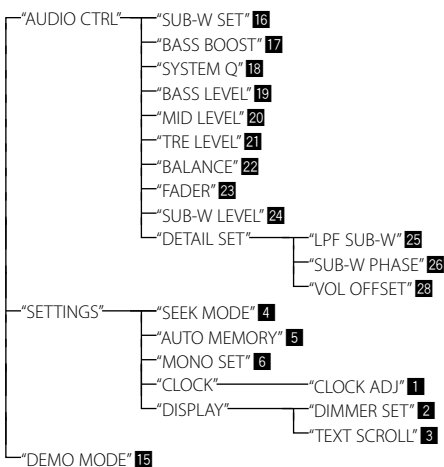 “AUDIO CTRL” “SUB-W SET” 16
“BASS BOOST” 17
“SYSTEM Q” 18
“BASS LEVEL” 19
“MID LEVEL” 20
“TRE LEVEL” 21
“BALANCE” 22
“FADER” 23
“SUB-W LEVEL” 24
“DETAIL SET” “LPF SUB-W” 25
“SUB-W PHASE” 26
“VOL OFFSET” 28
“SETTINGS” “SEEK MODE” 4
“AUTO MEMORY” 5
“MONO SET” 6
“CLOCK” “CLOCK ADJ” 1
“DISPLAY” “DIMMER SET” 2
“TEXT SCROLL” 3
“DEMO MODE” 15